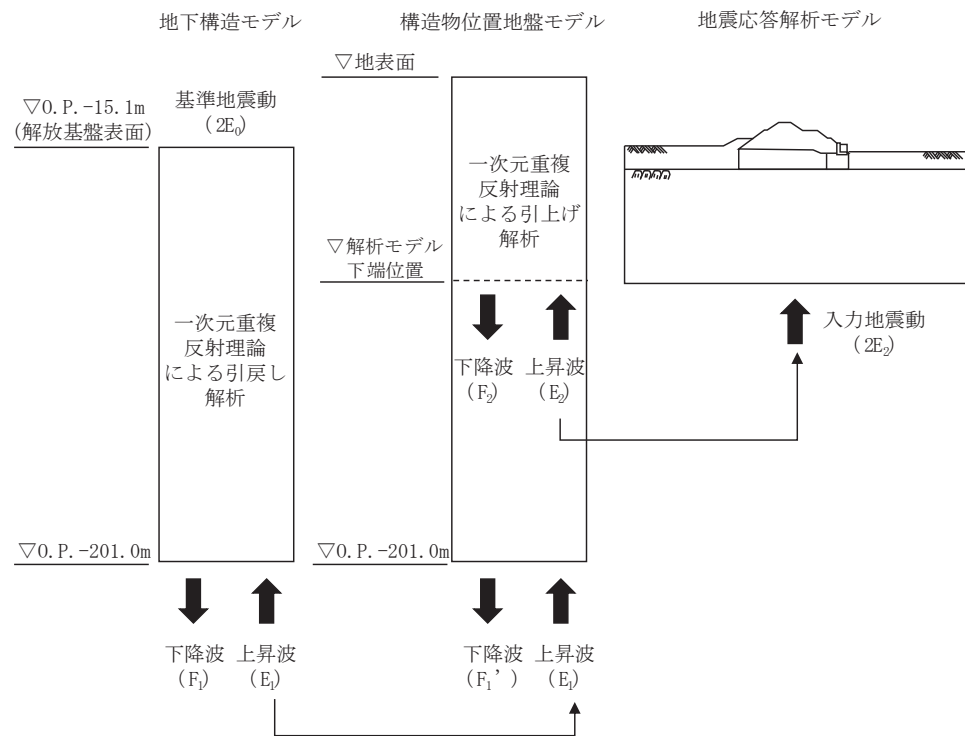 地下構造モデル
▽O.P.-15.1m
(解放基盤表面)
基準地震動
(2E₀)
一次元重複
反射理論
による引戻し
解析
▽O.P.-201.0m
下降波
(F₁)
上昇波
(E₁)
構造物位置地盤モデル
▽地表面
一次元重複
反射理論
による引上げ
解析
▽解析モデル
下端位置
下降波
(F₂)
上昇波
(E₂)
▽O.P.-201.0m
下降波
(F₁’)
上昇波
(E₁)
地震応答解析モデル
入力地震動
(2E₂)